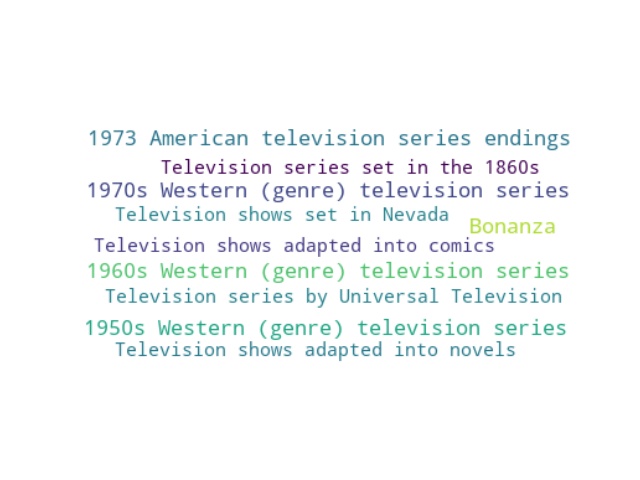 1973 American television series endings
Television series set in the 1860s
1970s Western (genre) television series
Television shows set in Nevada
Bonanza
Television shows adapted into comics
1960s Western (genre) television series
Television series by Universal Television
1950s Western (genre) television series
Television shows adapted into novels